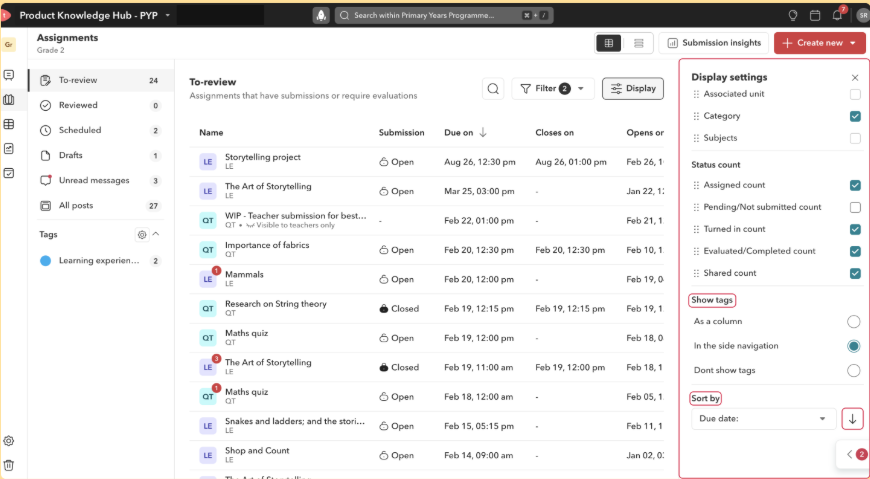 Product Knowledge Hub - PYP
Search within Primary Years Programme...
⌘ + /
7
SR
Gr
Assignments
Grade 2
Submission insights
+ Create new
To-review 24
Reviewed 0
Scheduled 2
Drafts 1
Unread messages 3
All posts 27
Tags
Learning experien... 2
To-review
Assignments that have submissions or require evaluations
Filter 2
Display
Name Submission Due on ↓ Closes on Opens on
LE Storytelling project Open Aug 26, 12:30 pm Aug 26, 01:00 pm Feb 26, 1
LE
LE The Art of Storytelling Open Mar 25, 03:00 pm - Jan 22, 1
LE
QT WIP - Teacher submission for best... - Feb 22, 01:00 pm - Feb 21, 1
QT • Visible to teachers only
QT Importance of fabrics Open Feb 20, 12:30 pm Feb 20, 12:30 pm Feb 10, 1
QT
LE 1 Mammals Open Feb 20, 12:00 pm - Feb 19, 0
LE
QT Research on String theory Closed Feb 19, 12:15 pm Feb 19, 12:15 pm Feb 19, 1
QT
QT Maths quiz Open Feb 19, 12:00 pm - Feb 18, 0
QT
LE 3 The Art of Storytelling Closed Feb 19, 11:00 am Feb 19, 12:00 pm Feb 18, 1
LE
QT 1 Maths quiz Open Feb 18, 12:00 am - Feb 05, 1
QT
LE Snakes and ladders; and the stori... Open Feb 15, 05:15 pm - Feb 11, 1
LE
LE Shop and Count Open Feb 14, 09:00 am - Jan 02, 0
LE
The Art of Storytelling
Display settings
Associated unit
Category
Subjects
Status count
Assigned count
Pending/Not submitted count
Turned in count
Evaluated/Completed count
Shared count
Show tags
As a column
In the side navigation
Dont show tags
Sort by
Due date:
2